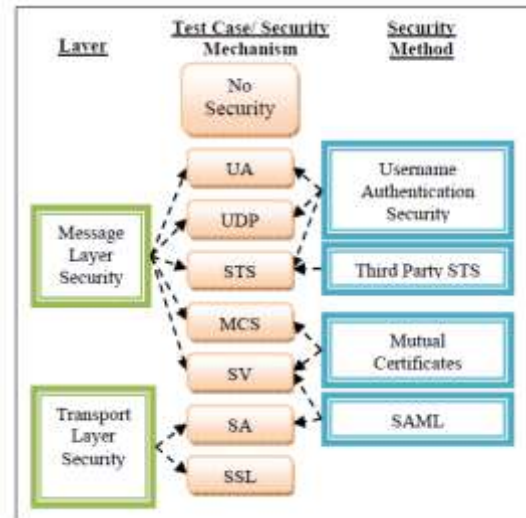 Layer
Test Case/ Security
Mechanism
Security
Method
No
Security
UA
UDP
STS
MCS
SV
SA
SSL
Message
Layer
Security
Transport
Layer
Security
Username
Authentication
Security
Third Party STS
Mutual
Certificates
SAML